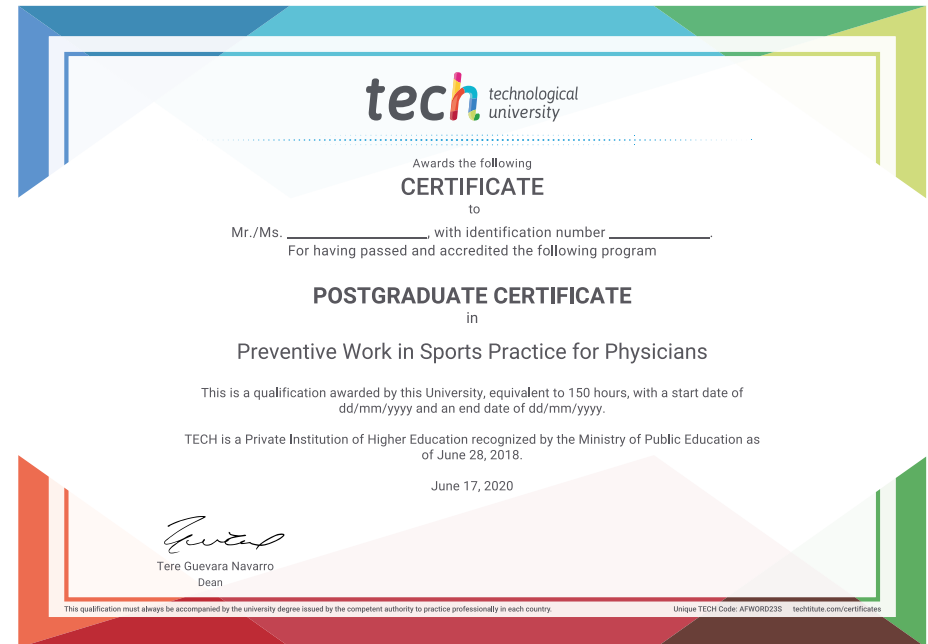 tech technological
university
Awards the following
CERTIFICATE
to
Mr./Ms. ____________________, with identification number ______________.
For having passed and accredited the following program
POSTGRADUATE CERTIFICATE
in
Preventive Work in Sports Practice for Physicians
This is a qualification awarded by this University, equivalent to 150 hours, with a start date of
dd/mm/yyyy and an end date of dd/mm/yyyy.
TECH is a Private Institution of Higher Education recognized by the Ministry of Public Education as
of June 28, 2018.
June 17, 2020
Tere Guevara Navarro
Dean
This qualification must always be accompanied by the university degree issued by the competent authority to practice professionally in each country. Unique TECH Code: AFWORD23S techtitute.com/certificates